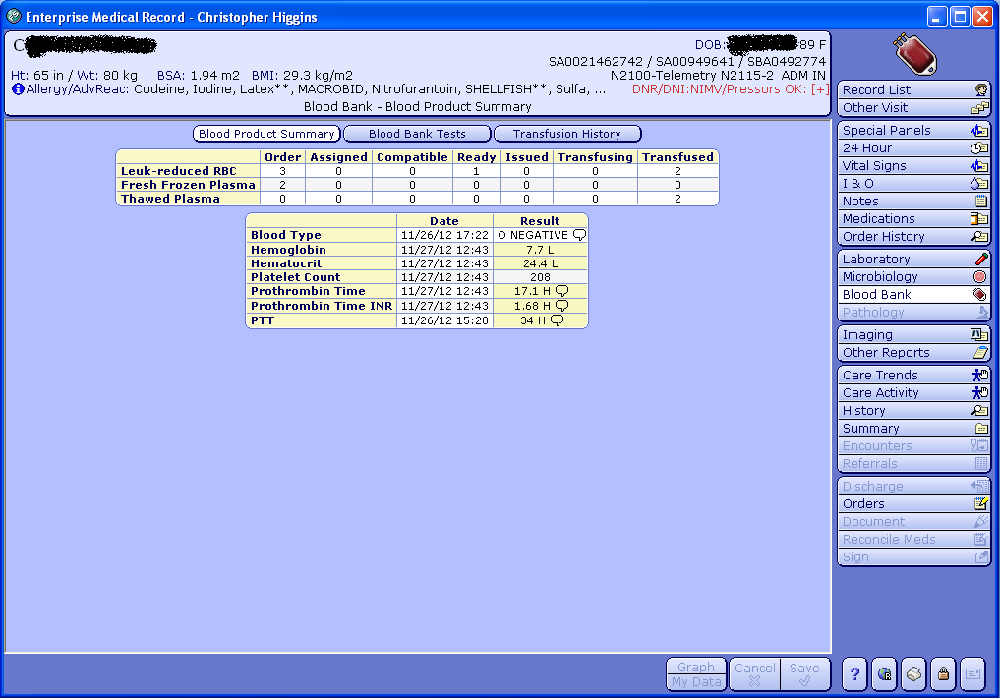 Enterprise Medical Record - Christopher Higgins
C
DOB: 89 F
SA0021462742 / SA00949641 / SBA0492774
Ht: 65 in / Wt: 80 kg BSA: 1.94 m2 BMI: 29.3 kg/m2 N2100-Telemetry N2115-2 ADM IN
Allergy/AdvReac: Codeine, Iodine, Latex**, MACROBID, Nitrofurantoin, SHELLFISH**, Sulfa, ... DNR/DNI:NIMV/Pressors OK: [+]
Blood Bank - Blood Product Summary
Blood Product Summary Blood Bank Tests Transfusion History
Order Assigned Compatible Ready Issued Transfusing Transfused
Leuk-reduced RBC 3 0 0 1 0 0 2
Fresh Frozen Plasma 2 0 0 0 0 0 0
Thawed Plasma 0 0 0 0 0 0 2
Date Result
Blood Type 11/26/12 17:22 O NEGATIVE
Hemoglobin 11/27/12 12:43 7.7 L
Hematocrit 11/27/12 12:43 24.4 L
Platelet Count 11/27/12 12:43 208
Prothrombin Time 11/27/12 12:43 17.1 H
Prothrombin Time INR 11/27/12 12:43 1.68 H
PTT 11/26/12 15:28 34 H
Record List
Other Visit
Special Panels
24 Hour
Vital Signs
I & O
Notes
Medications
Order History
Laboratory
Microbiology
Blood Bank
Pathology
Imaging
Other Reports
Care Trends
Care Activity
History
Summary
Encounters
Referrals
Discharge
Orders
Document
Reconcile Meds
Sign
Graph
My Data
Cancel
Save
?